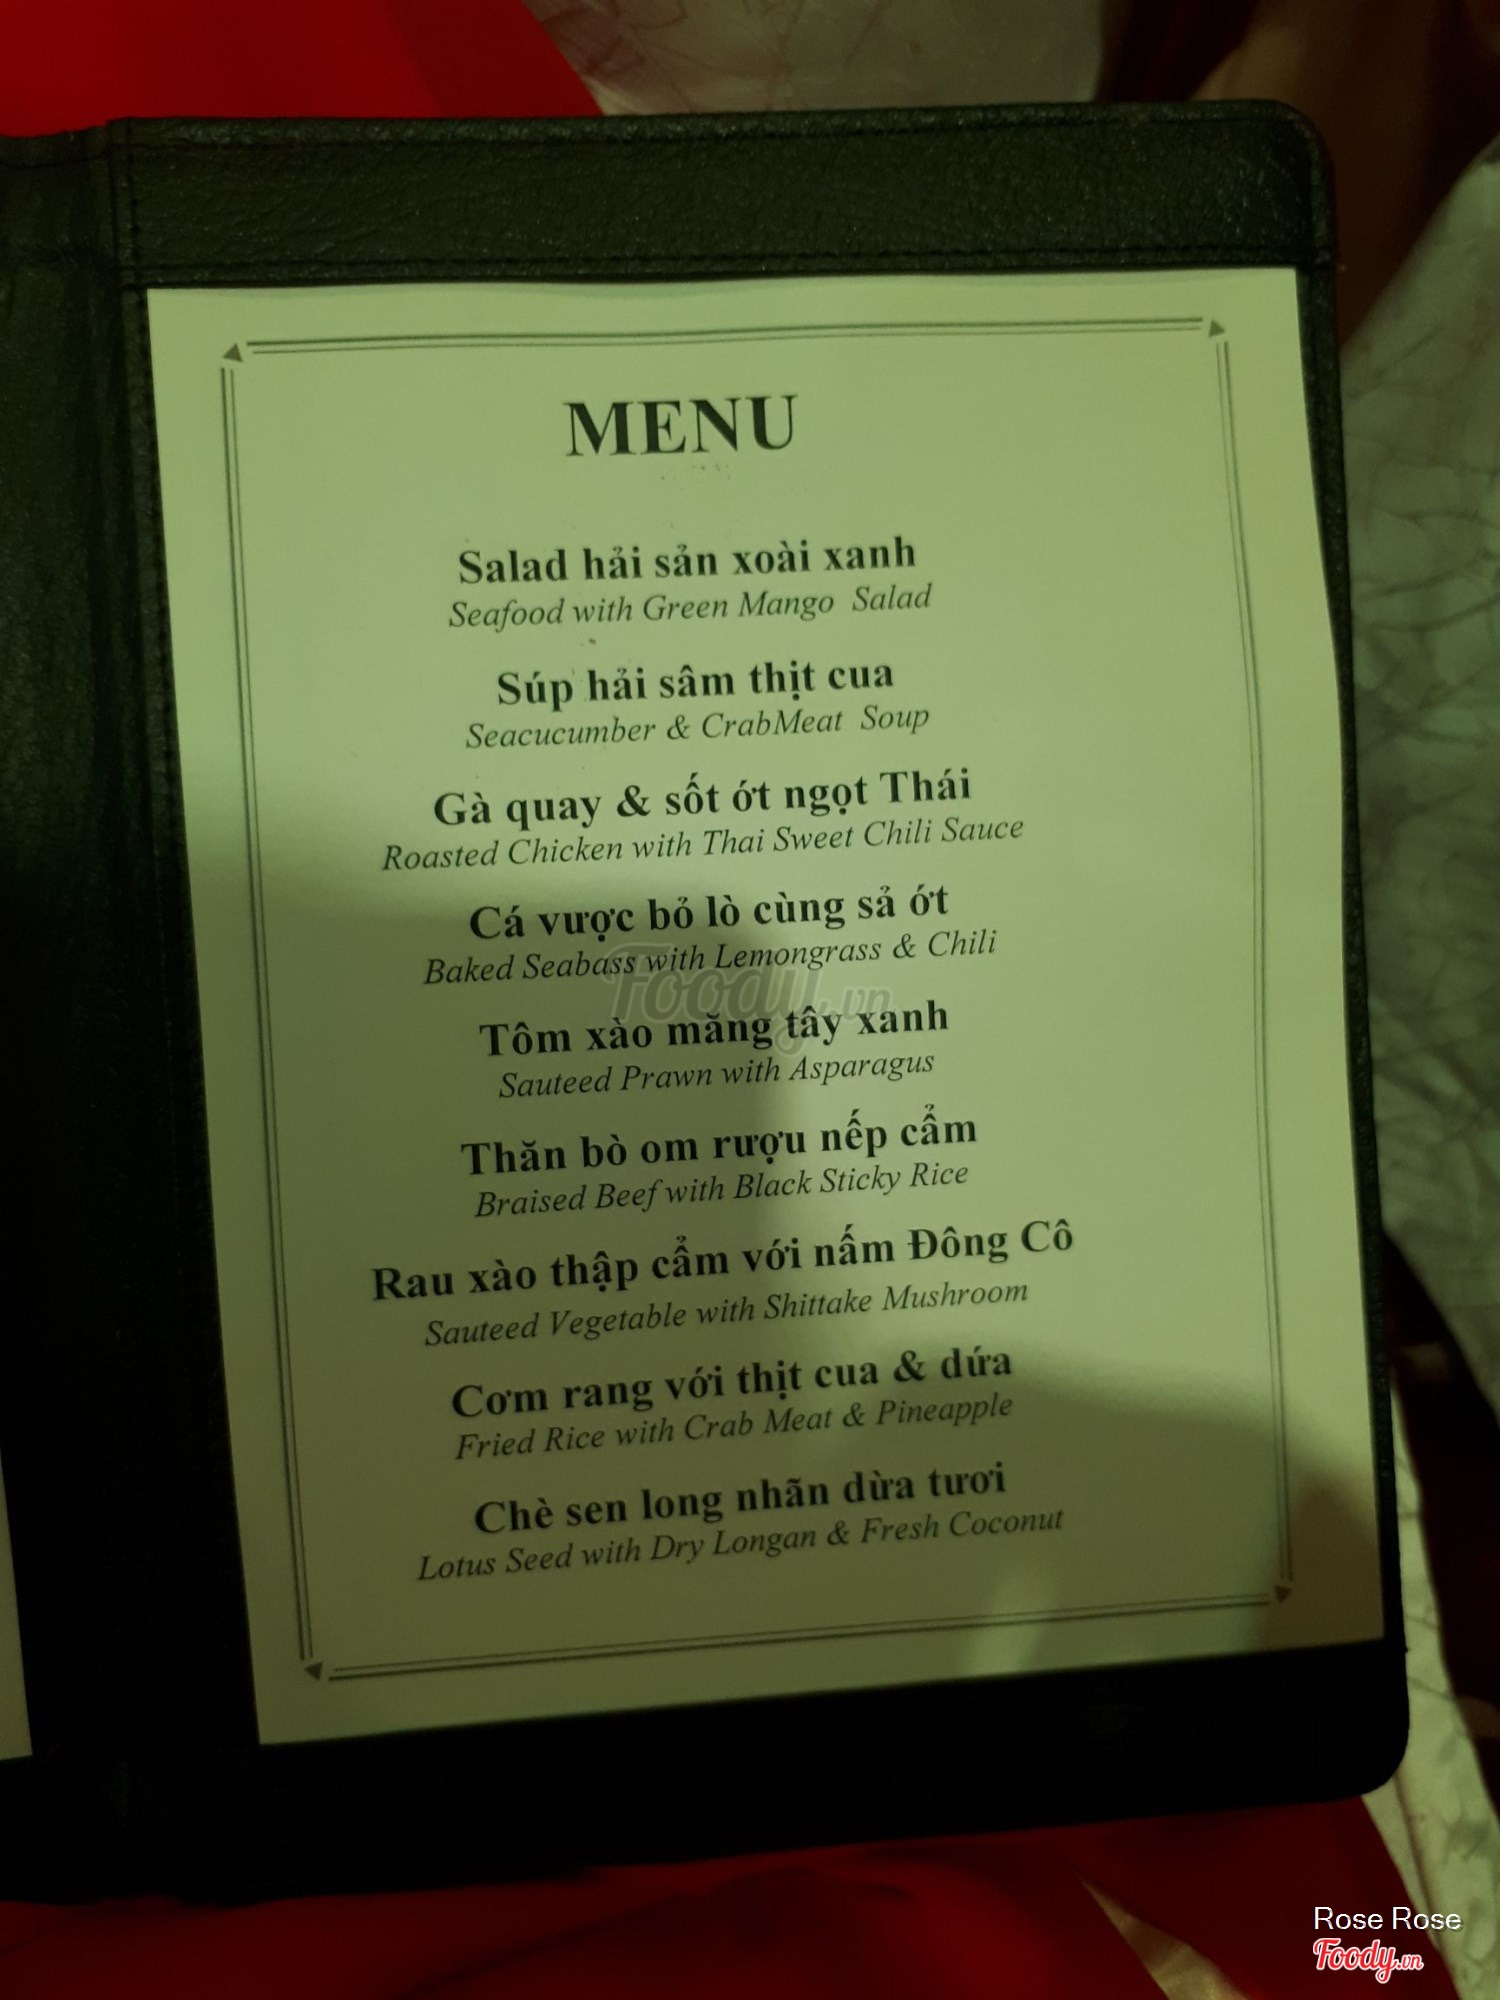 MENU
Salad hải sản xoài xanh
Seafood with Green Mango Salad
Súp hải sâm thịt cua
Seacucumber & CrabMeat Soup
Gà quay & sốt ớt ngọt Thái
Roasted Chicken with Thai Sweet Chili Sauce
Cá vược bỏ lò cùng sả ớt
Baked Seabass with Lemongrass & Chili
Foody.vn
Tôm xào măng tây xanh
Sauteed Prawn with Asparagus
Thăn bò om rượu nếp cẩm
Braised Beef with Black Sticky Rice
Rau xào thập cẩm với nấm Đông Cô
Sauteed Vegetable with Shittake Mushroom
Cơm rang với thịt cua & dứa
Fried Rice with Crab Meat & Pineapple
Chè sen long nhãn dừa tươi
Lotus Seed with Dry Longan & Fresh Coconut
Rose Rose
Foody.vn